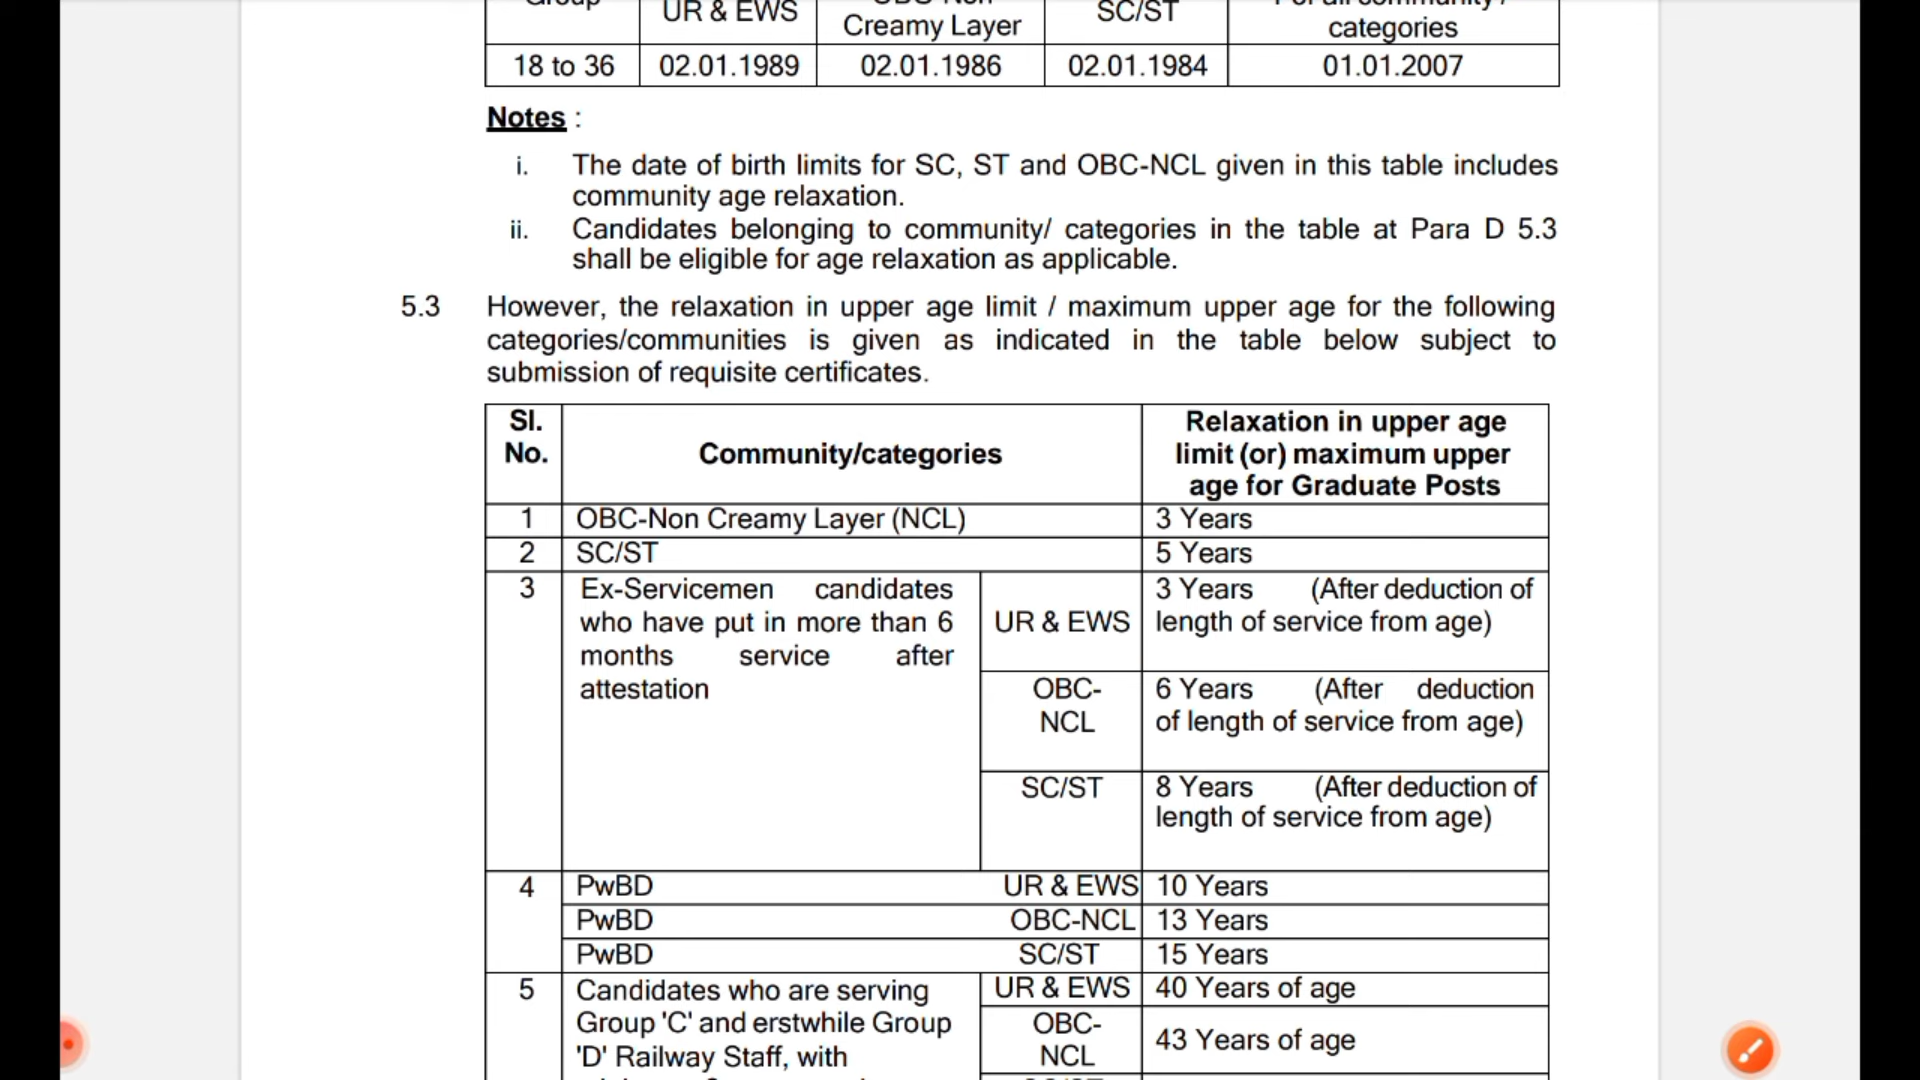 Group
UR & EWS
OBC-Non
Creamy Layer
SC/ST
For all community /
categories
18 to 36
02.01.1989
02.01.1986
02.01.1984
01.01.2007
Notes :
i. The date of birth limits for SC, ST and OBC-NCL given in this table includes
community age relaxation.
ii. Candidates belonging to community/ categories in the table at Para D 5.3
shall be eligible for age relaxation as applicable.
5.3 However, the relaxation in upper age limit / maximum upper age for the following
categories/communities is given as indicated in the table below subject to
submission of requisite certificates.
Sl.
No.
Community/categories
Relaxation in upper age
limit (or) maximum upper
age for Graduate Posts
1 OBC-Non Creamy Layer (NCL) 3 Years
2 SC/ST 5 Years
3 Ex-Servicemen candidates
who have put in more than 6
months service after
attestation
UR & EWS
3 Years (After deduction of
length of service from age)
OBC-
NCL
6 Years (After deduction
of length of service from age)
SC/ST
8 Years (After deduction of
length of service from age)
4 PwBD UR & EWS 10 Years
PwBD OBC-NCL 13 Years
PwBD SC/ST 15 Years
5 Candidates who are serving
Group 'C' and erstwhile Group
'D' Railway Staff, with
UR & EWS 40 Years of age
OBC-
NCL
43 Years of age